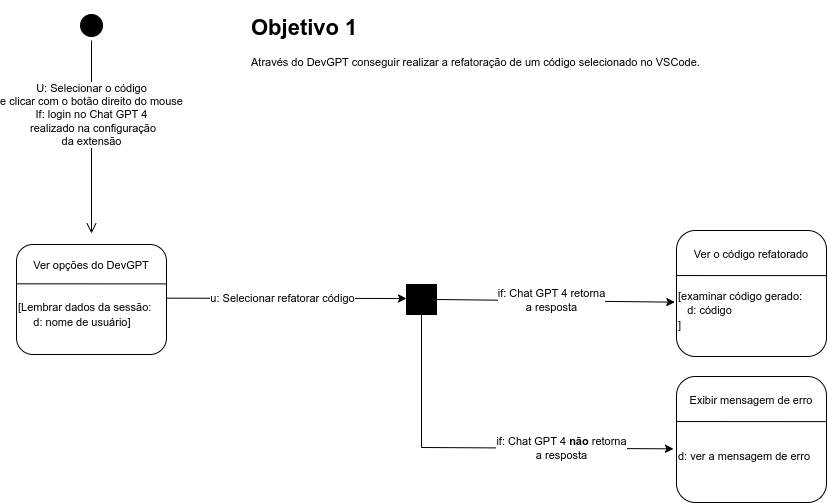 Objetivo 1
Através do DevGPT conseguir realizar a refatoração de um código selecionado no VSCode.
U: Selecionar o código
e clicar com o botão direito do mouse
If: login no Chat GPT 4
realizado na configuração
da extensão
Ver opções do DevGPT
[Lembrar dados da sessão:
d: nome de usuário]
u: Selecionar refatorar código
if: Chat GPT 4 retorna
a resposta
Ver o código refatorado
[examinar código gerado:
d: código
]
if: Chat GPT 4 não retorna
a resposta
Exibir mensagem de erro
d: ver a mensagem de erro